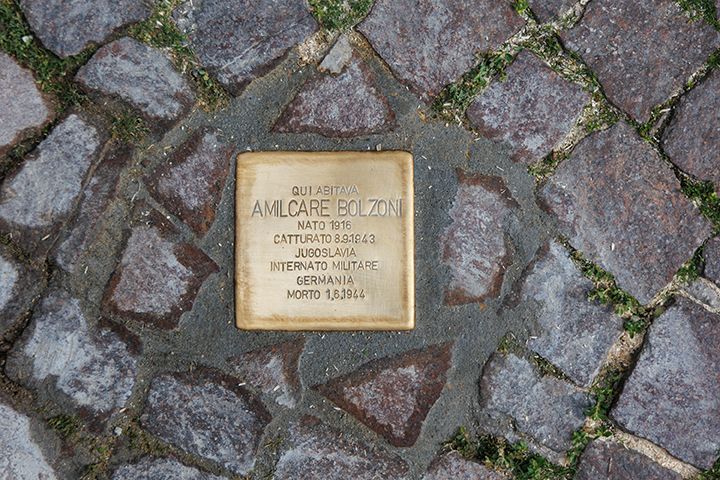 QUI ABITAVA
AMILCARE BOLZONI
NATO 1916
CATTURATO 8.9.1943
JUGOSLAVIA
INTERNATO MILITARE
GERMANIA
MORTO 1.6.1944